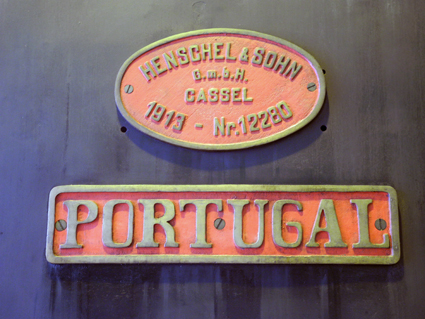 HENSCHEL & SOHN
G.m.b.H.
CASSEL
1913 - Nr.12280
PORTUGAL